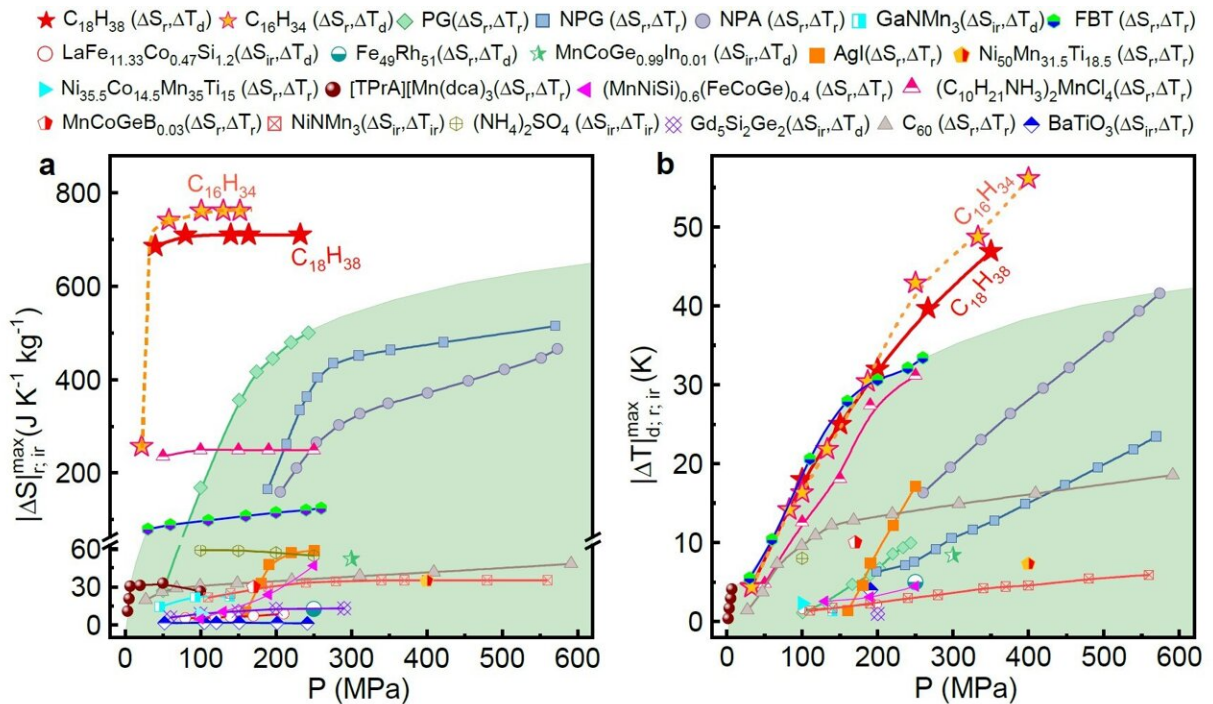 C18H38 (ΔSr,ΔTd) C16H34 (ΔSr,ΔTd) PG(ΔSr,ΔTr) NPG (ΔSr,ΔTr) NPA (ΔSr,ΔTr) GaNMn3(ΔSir,ΔTd) FBT (ΔSr,ΔTr)
LaFe11.33Co0.47Si1.2(ΔSir,ΔTd) Fe49Rh51(ΔSr,ΔTd) MnCoGe0.99In0.01 (ΔSir,ΔTd) AgI(ΔSr,ΔTr) Ni50Mn31.5Ti18.5 (ΔSr,ΔTr)
Ni35.5Co14.5Mn35Ti15 (ΔSr,ΔTr) [TPrA][Mn(dca)3(ΔSr,ΔTr) (MnNiSi)0.6(FeCoGe)0.4 (ΔSr,ΔTr) (C10H21NH3)2MnCl4(ΔSr,ΔTr)
MnCoGeB0.03(ΔSr,ΔTr) NiNMn3(ΔSir,ΔTir) (NH4)2SO4 (ΔSir,ΔTir) Gd5Si2Ge2(ΔSir,ΔTd) C60 (ΔSr,ΔTr) BaTiO3(ΔSir,ΔTr)
a
|ΔS|max r; ir (J K-1 kg-1)
800
600
400
200
60
30
0
C16H34
C18H38
0 100 200 300 400 500 600
P (MPa)
b
|ΔT|max d; r; ir (K)
50
40
30
20
10
0
C16H34
C18H38
0 100 200 300 400 500 600
P (MPa)